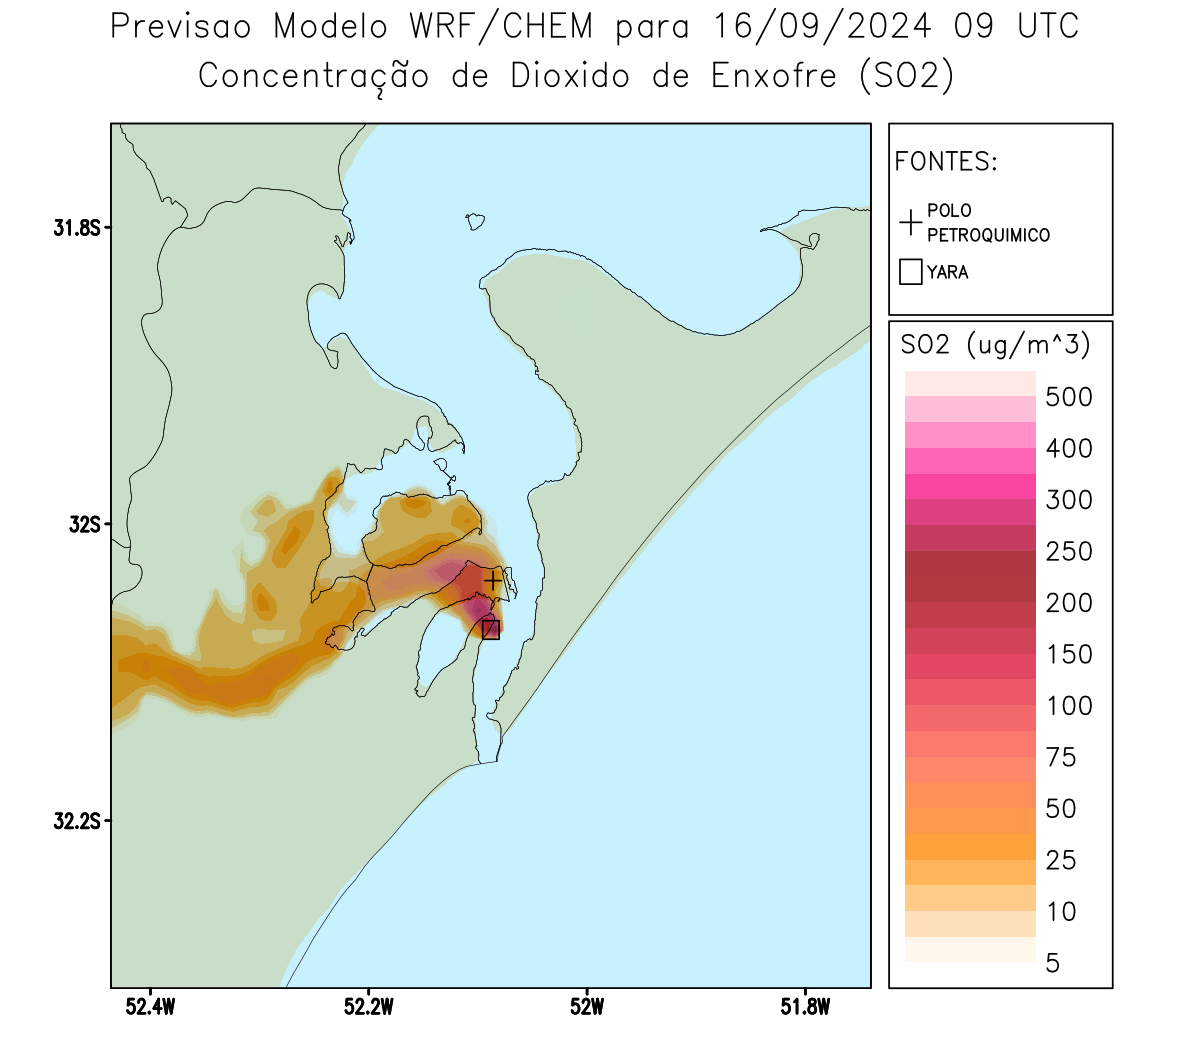 Previsao Modelo WRF/CHEM para 16/09/2024 09 UTC
Concentração de Dioxido de Enxofre (SO2)
FONTES:
POLO
PETROQUIMICO
YARA
SO2 (ug/m^3)
500
400
300
250
200
150
100
75
50
25
10
5
31.8S
32S
32.2S
52.4W
52.2W
52W
51.8W